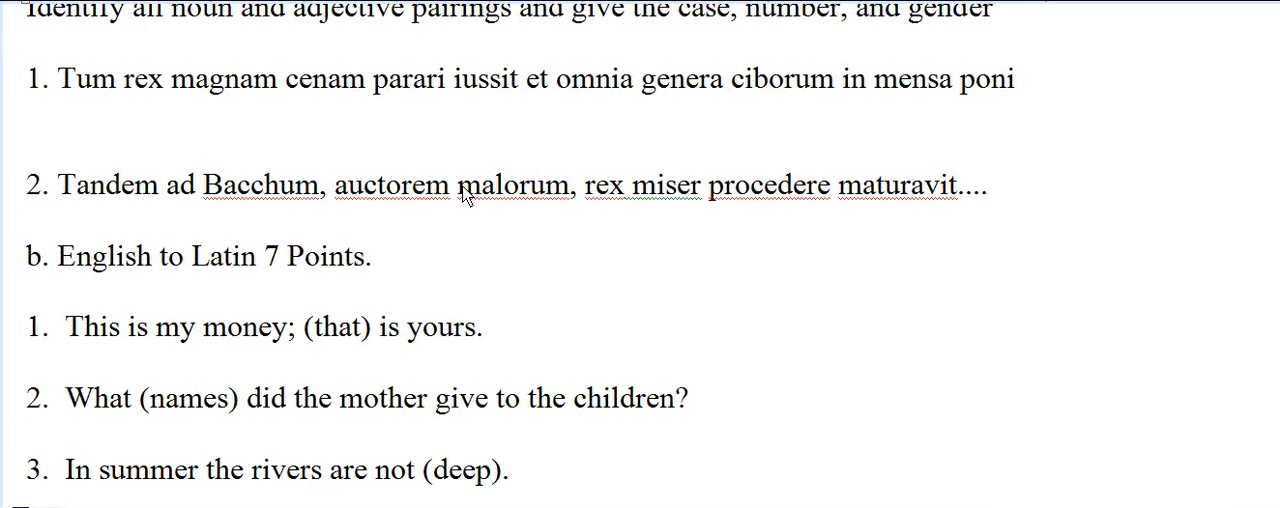 Identify all noun and adjective pairings and give the case, number, and gender
1. Tum rex magnam cenam parari iussit et omnia genera ciborum in mensa poni
2. Tandem ad Bacchum, auctorem malorum, rex miser procedere maturavit....
b. English to Latin 7 Points.
1. This is my money; (that) is yours.
2. What (names) did the mother give to the children?
3. In summer the rivers are not (deep).